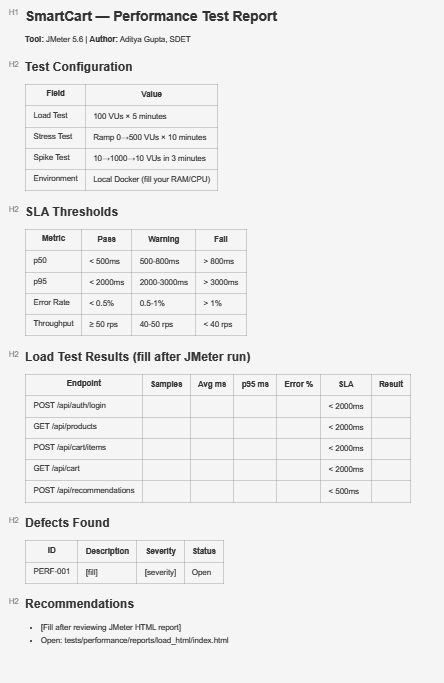 H1 SmartCart — Performance Test Report
Tool: JMeter 5.6 | Author: Aditya Gupta, SDET
H2 Test Configuration
Field Value
Load Test 100 VUs × 5 minutes
Stress Test Ramp 0→500 VUs × 10 minutes
Spike Test 10→1000→10 VUs in 3 minutes
Environment Local Docker (fill your RAM/CPU)
H2 SLA Thresholds
Metric Pass Warning Fail
p50 < 500ms 500-800ms > 800ms
p95 < 2000ms 2000-3000ms > 3000ms
Error Rate < 0.5% 0.5-1% > 1%
Throughput ≥ 50 rps 40-50 rps < 40 rps
H2 Load Test Results (fill after JMeter run)
Endpoint Samples Avg ms p95 ms Error % SLA Result
POST /api/auth/login < 2000ms
GET /api/products < 2000ms
POST /api/cart/items < 2000ms
GET /api/cart < 2000ms
POST /api/recommendations < 500ms
H2 Defects Found
ID Description Severity Status
PERF-001 [fill] [severity] Open
H2 Recommendations
• [Fill after reviewing JMeter HTML report]
• Open: tests/performance/reports/load_html/index.html